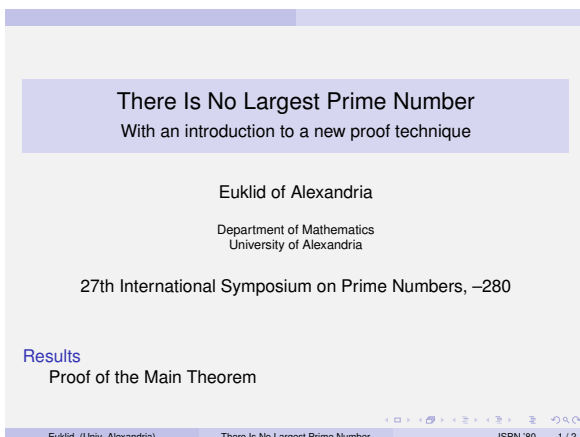 There Is No Largest Prime Number
With an introduction to a new proof technique
Euklid of Alexandria
Department of Mathematics
University of Alexandria
27th International Symposium on Prime Numbers, –280
Results
Proof of the Main Theorem
Euklid (Univ. Alexandria) There Is No Largest Prime Number ISPN ’80 1 / 2